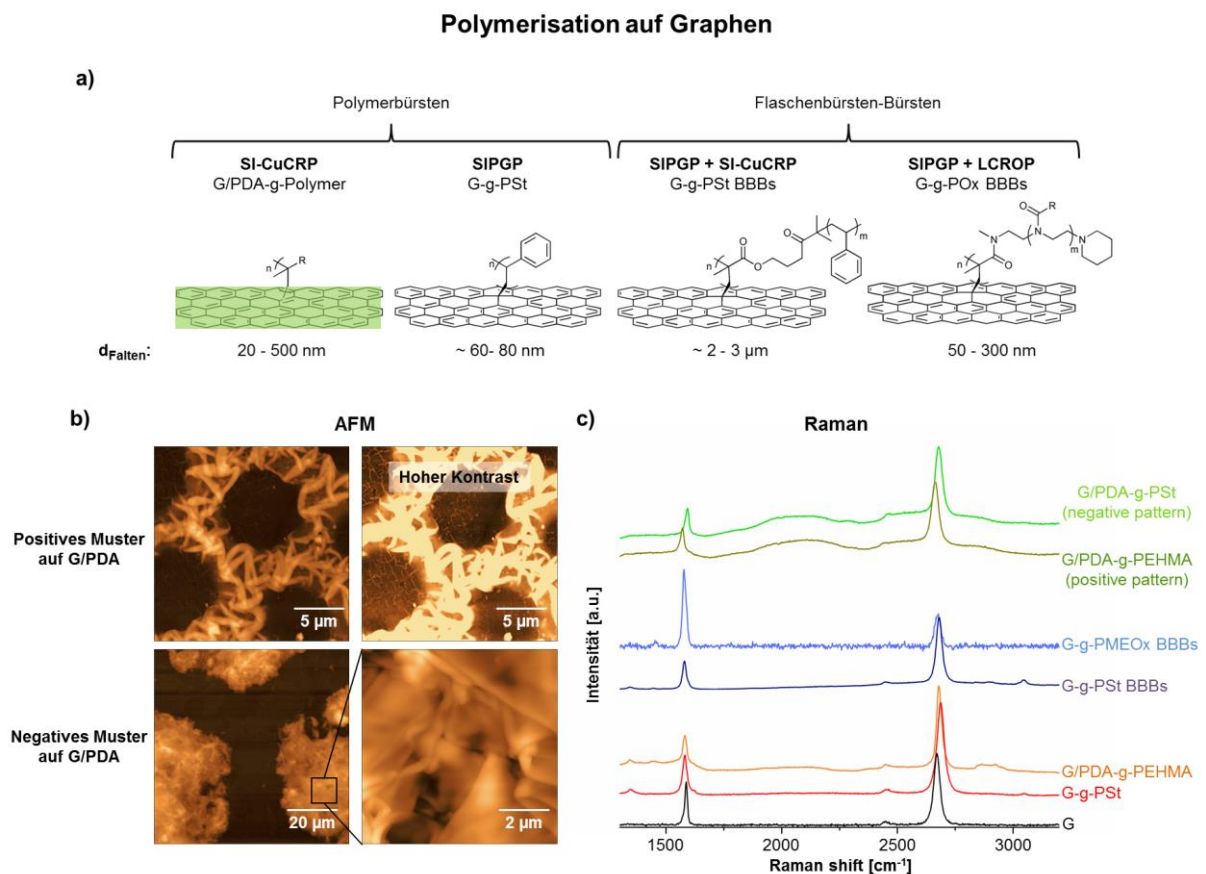 Polymerisation auf Graphen
a)
Polymerbürsten
Flaschenbürsten-Bürsten
SI-CuCRP
G/PDA-g-Polymer
SIPGP
G-g-PSt
SIPGP + SI-CuCRP
G-g-PSt BBBs
SIPGP + LCROP
G-g-POx BBBs
n
R
n
n
O
O
O
m
n
O
N
O
R
N
m
N
dFalten:
20 - 500 nm
~ 60- 80 nm
~ 2 - 3 µm
50 - 300 nm
b)
AFM
Positives Muster
auf G/PDA
5 µm
Hoher Kontrast
5 µm
Negatives Muster
auf G/PDA
20 µm
2 µm
c)
Raman
Intensität [a.u.]
G/PDA-g-PSt
(negative pattern)
G/PDA-g-PEHMA
(positive pattern)
G-g-PMEOx BBBs
G-g-PSt BBBs
G/PDA-g-PEHMA
G-g-PSt
G
1500
2000
2500
3000
Raman shift [cm⁻¹]